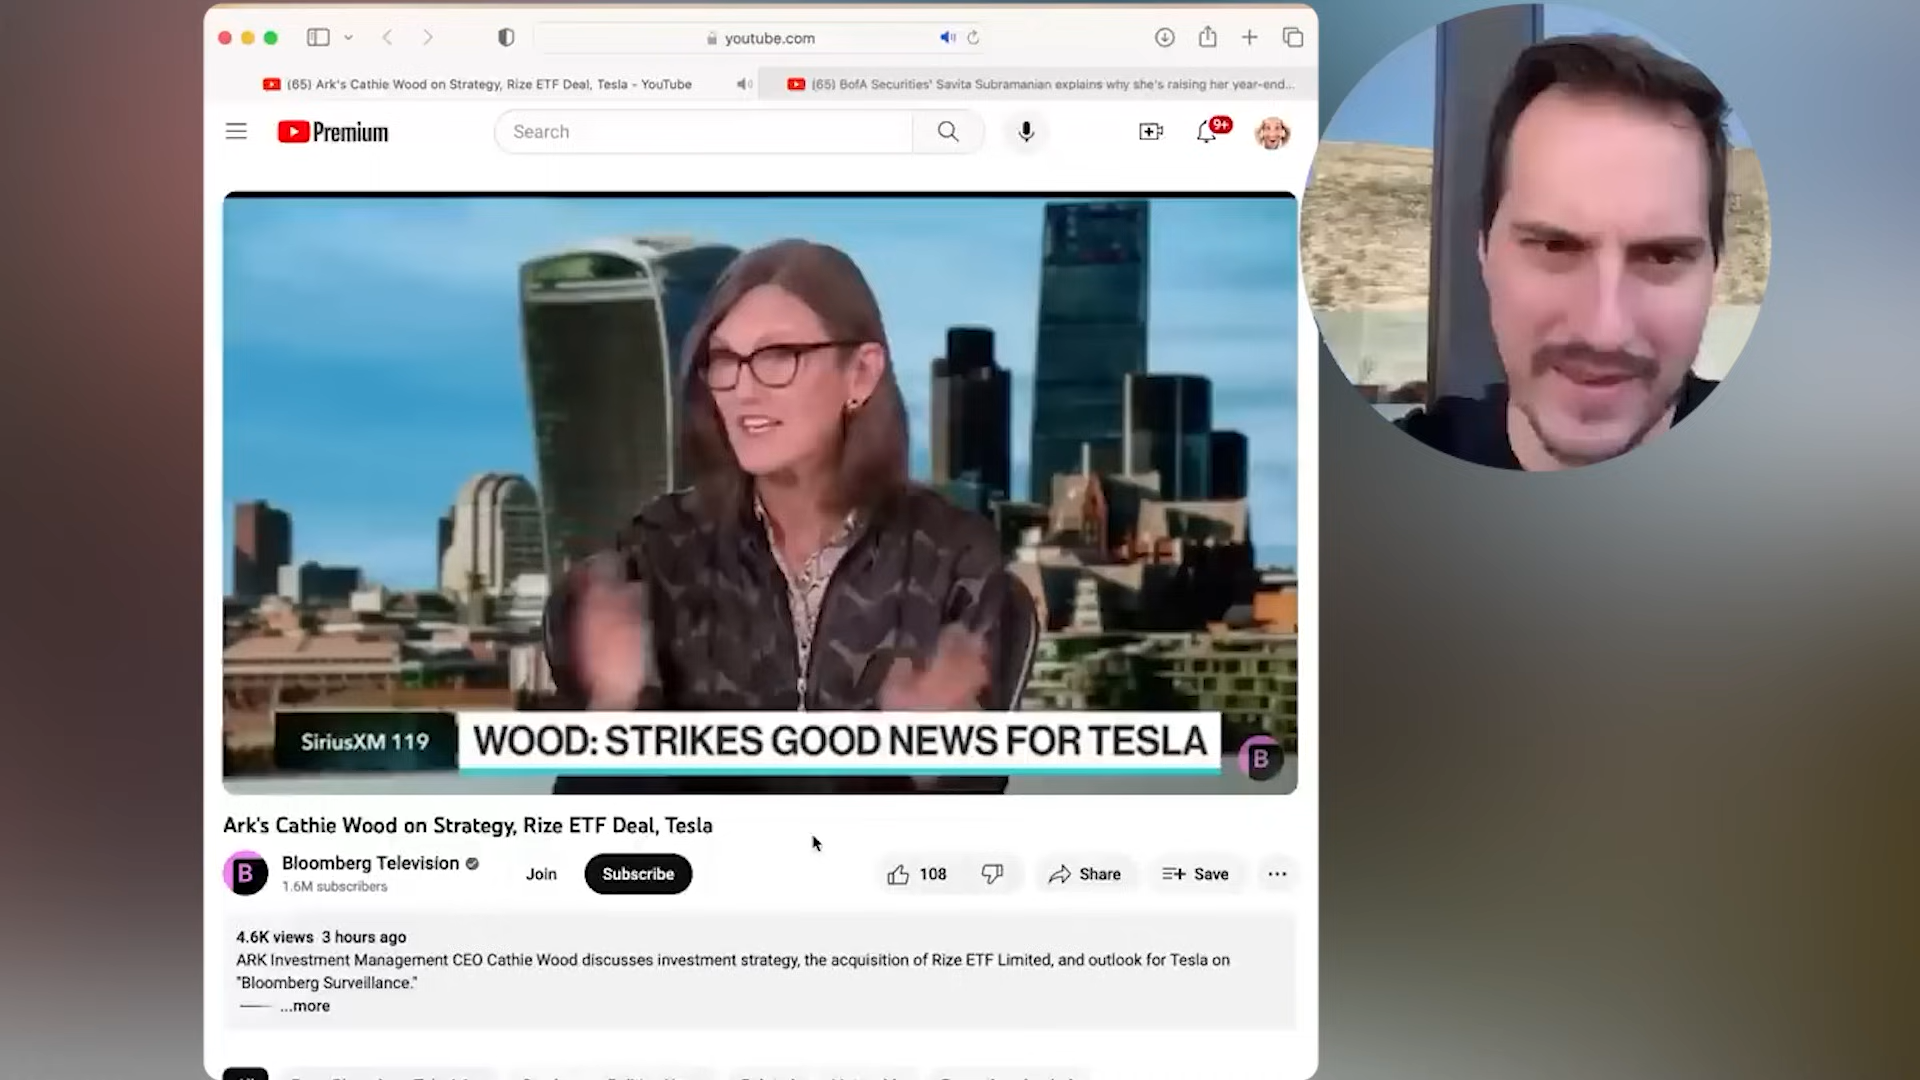 youtube.com
(65) Ark's Cathie Wood on Strategy, Rize ETF Deal, Tesla - YouTube
(65) BofA Securities' Savita Subramanian explains why she's raising her year-end...
Premium
Search
9+
SiriusXM 119
WOOD: STRIKES GOOD NEWS FOR TESLA
B
Ark's Cathie Wood on Strategy, Rize ETF Deal, Tesla
B
Bloomberg Television
1.6M subscribers
Join
Subscribe
108
Share
Save
4.6K views 3 hours ago
ARK Investment Management CEO Cathie Wood discusses investment strategy, the acquisition of Rize ETF Limited, and outlook for Tesla on
"Bloomberg Surveillance."
...more